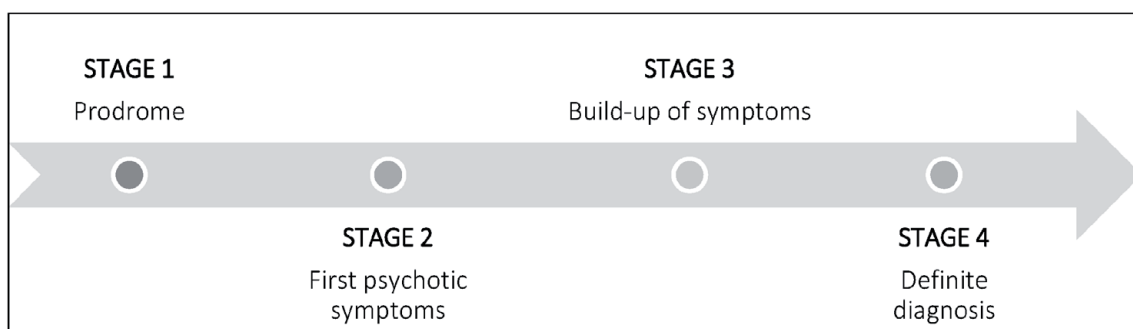 STAGE 1
Prodrome
STAGE 2
First psychotic
symptoms
STAGE 3
Build-up of symptoms
STAGE 4
Definite
diagnosis